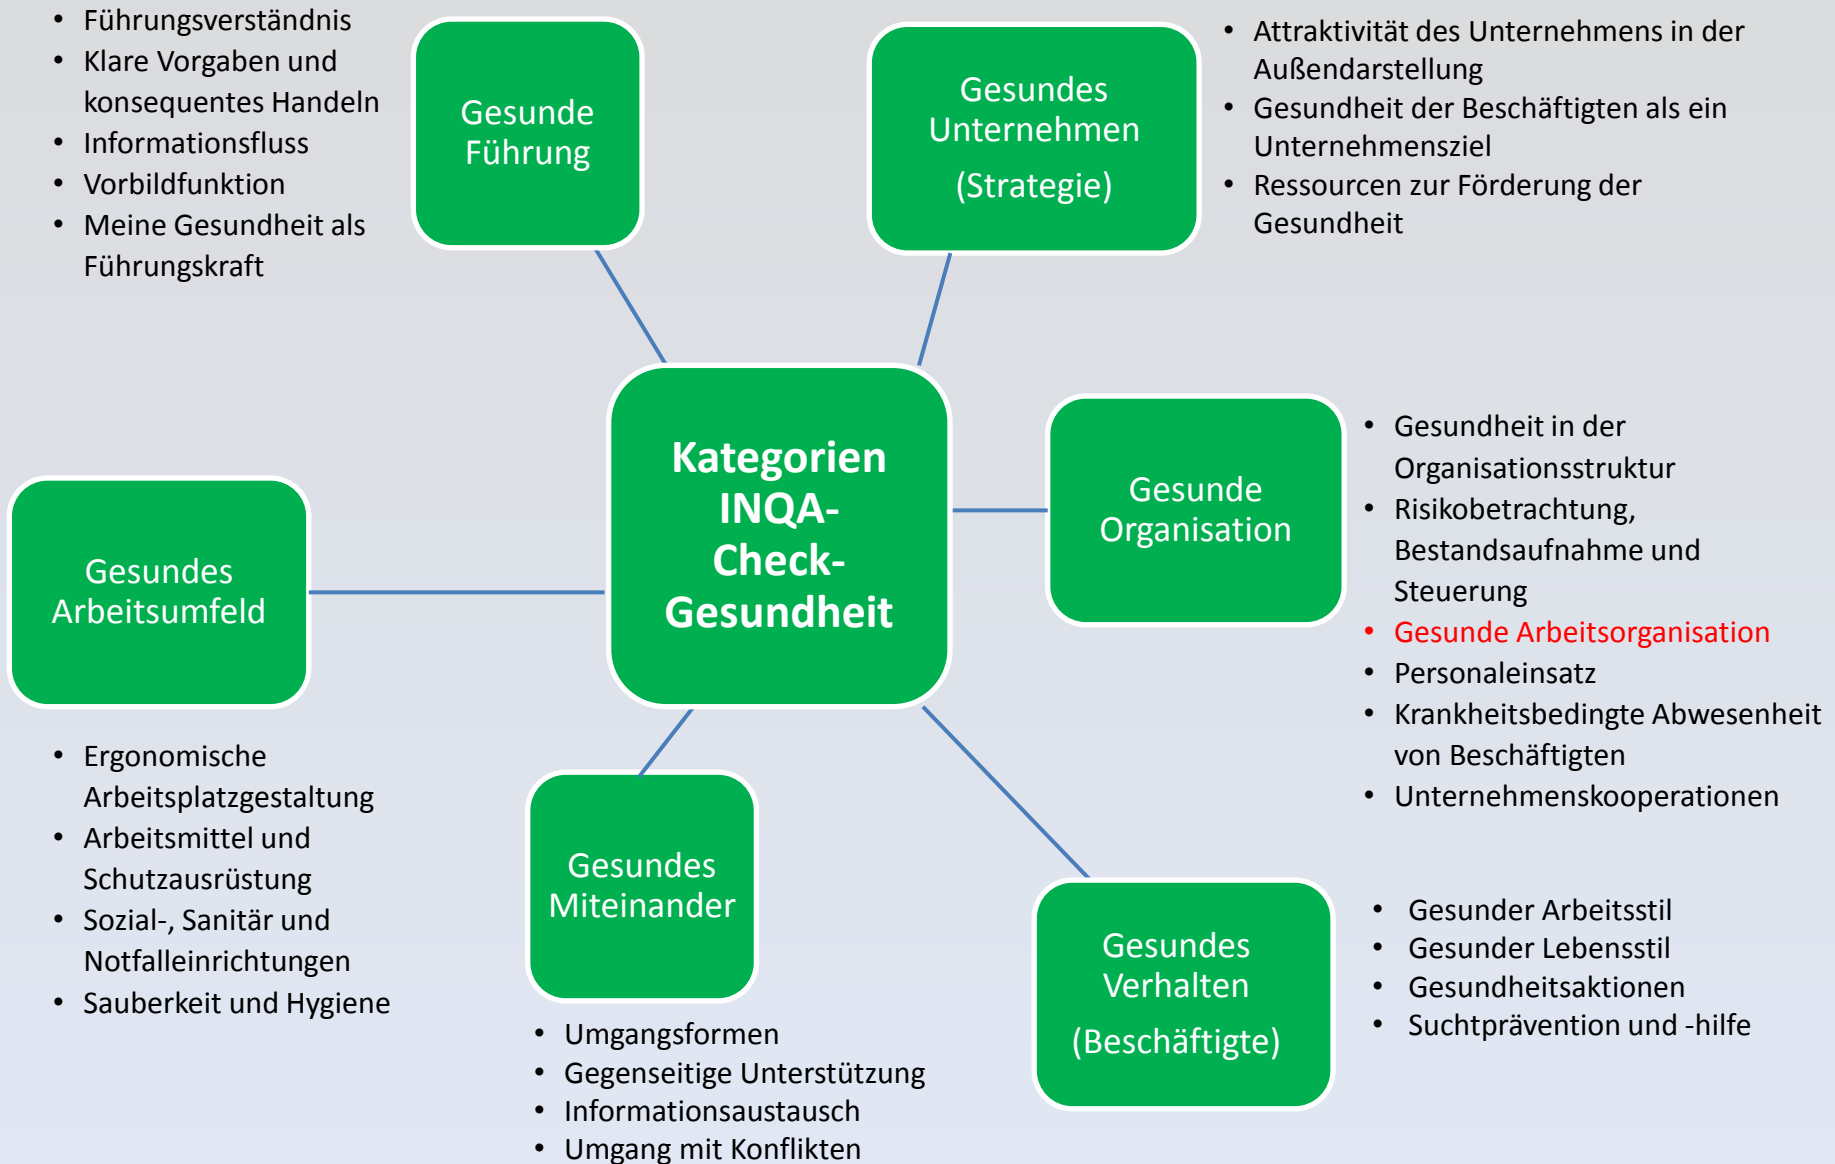 • Führungsverständnis
• Klare Vorgaben und
konsequentes Handeln
• Informationsfluss
• Vorbildfunktion
• Meine Gesundheit als
Führungskraft
Gesunde
Führung
Gesundes
Unternehmen
(Strategie)
• Attraktivität des Unternehmens in der
Außendarstellung
• Gesundheit der Beschäftigten als ein
Unternehmensziel
• Ressourcen zur Förderung der
Gesundheit
Kategorien
INQA-
Check-
Gesundheit
Gesunde
Organisation
• Gesundheit in der
Organisationsstruktur
• Risikobetrachtung,
Bestandsaufnahme und
Steuerung
• Gesunde Arbeitsorganisation
• Personaleinsatz
• Krankheitsbedingte Abwesenheit
von Beschäftigten
• Unternehmenskooperationen
Gesundes
Arbeitsumfeld
• Ergonomische
Arbeitsplatzgestaltung
• Arbeitsmittel und
Schutzausrüstung
• Sozial-, Sanitär und
Notfalleinrichtungen
• Sauberkeit und Hygiene
Gesundes
Miteinander
• Umgangsformen
• Gegenseitige Unterstützung
• Informationsaustausch
• Umgang mit Konflikten
Gesundes
Verhalten
(Beschäftigte)
• Gesunder Arbeitsstil
• Gesunder Lebensstil
• Gesundheitsaktionen
• Suchtprävention und -hilfe